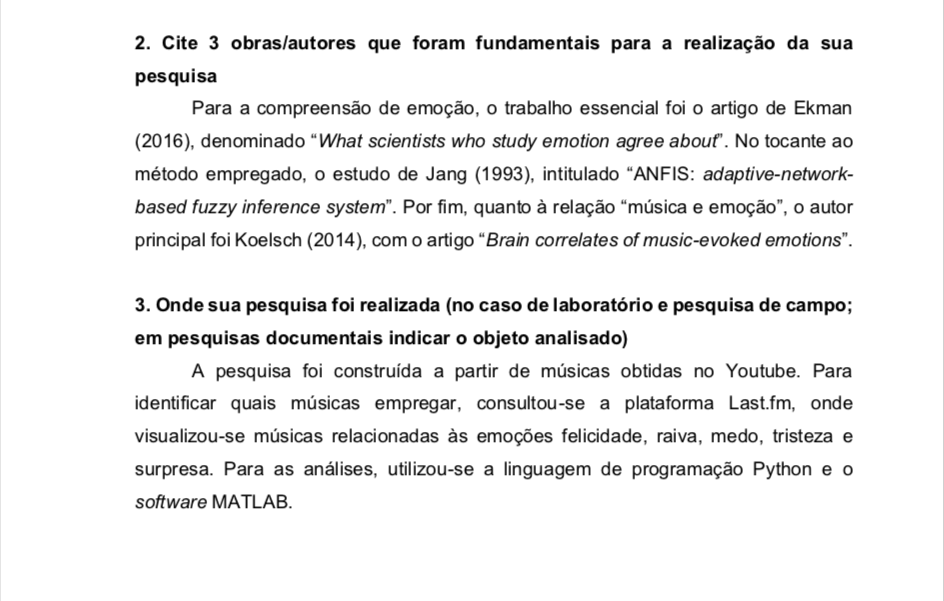 2. Cite 3 obras/autores que foram fundamentais para a realização da sua
pesquisa
Para a compreensão de emoção, o trabalho essencial foi o artigo de Ekman
(2016), denominado “What scientists who study emotion agree about”. No tocante ao
método empregado, o estudo de Jang (1993), intitulado “ANFIS: adaptive-network-
based fuzzy inference system”. Por fim, quanto à relação “música e emoção”, o autor
principal foi Koelsch (2014), com o artigo “Brain correlates of music-evoked emotions”.
3. Onde sua pesquisa foi realizada (no caso de laboratório e pesquisa de campo;
em pesquisas documentais indicar o objeto analisado)
A pesquisa foi construída a partir de músicas obtidas no Youtube. Para
identificar quais músicas empregar, consultou-se a plataforma Last.fm, onde
visualizou-se músicas relacionadas às emoções felicidade, raiva, medo, tristeza e
surpresa. Para as análises, utilizou-se a linguagem de programação Python e o
software MATLAB.